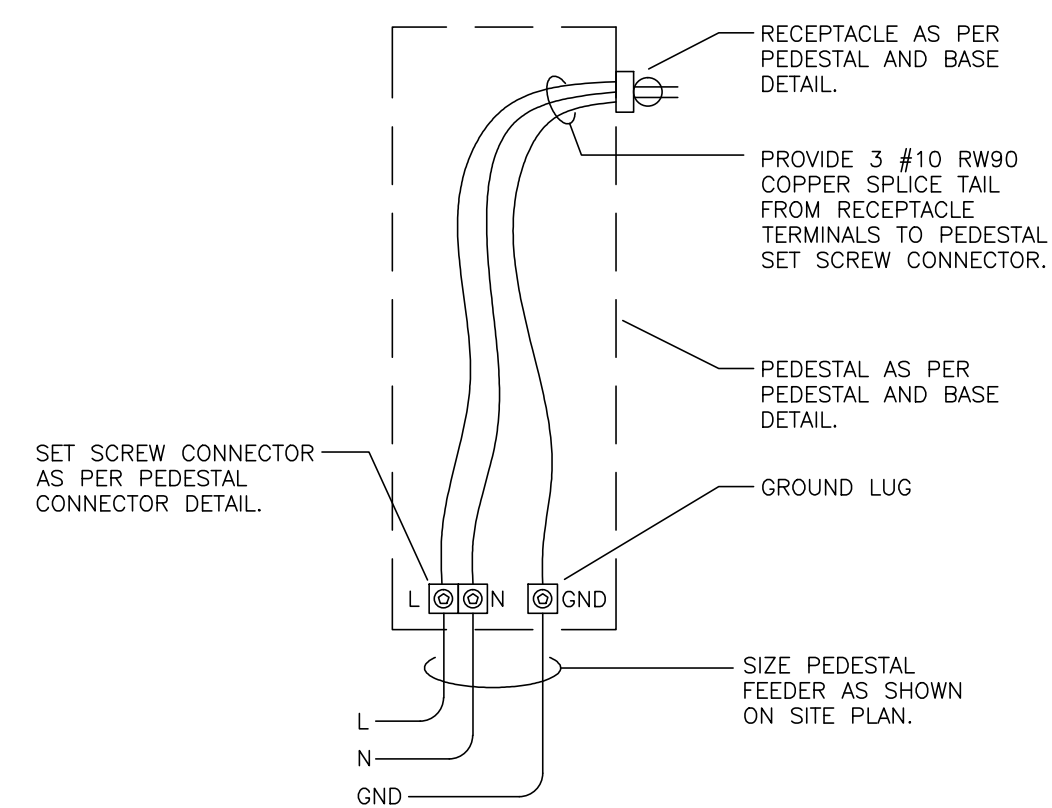 RECEPTACLE AS PER
PEDESTAL AND BASE
DETAIL.
PROVIDE 3 #10 RW90
COPPER SPLICE TAIL
FROM RECEPTACLE
TERMINALS TO PEDESTAL
SET SCREW CONNECTOR.
PEDESTAL AS PER
PEDESTAL AND BASE
DETAIL.
SET SCREW CONNECTOR
AS PER PEDESTAL
CONNECTOR DETAIL.
GROUND LUG
L
N
GND
SIZE PEDESTAL
FEEDER AS SHOWN
ON SITE PLAN.
L
N
GND